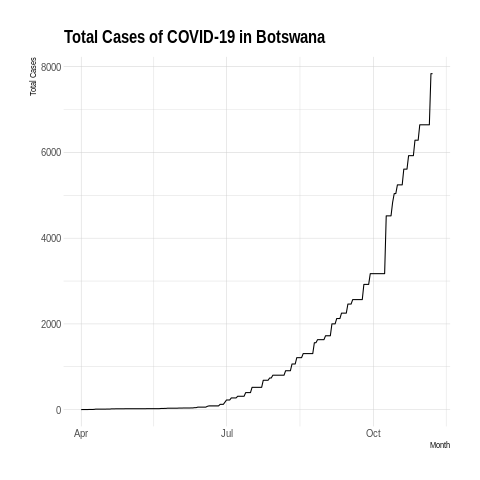 Total Cases of COVID-19 in Botswana
Total Cases
8000
6000
4000
2000
0
Apr Jul Oct
Month